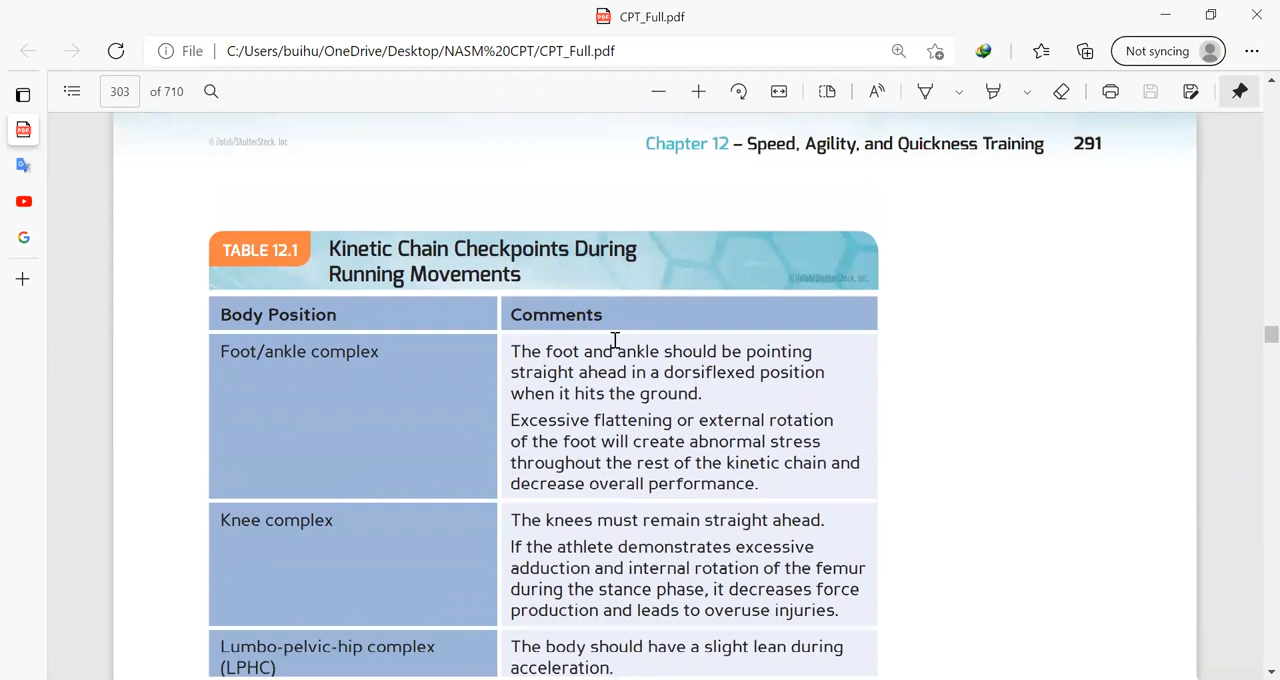 CPT_Full.pdf
File
C:/Users/buihu/OneDrive/Desktop/NASM%20CPT/CPT_Full.pdf
Not syncing
303 of 710
© ilolab/ShutterStock, Inc.
Chapter 12 – Speed, Agility, and Quickness Training 291
TABLE 12.1
Kinetic Chain Checkpoints During
Running Movements
© ilolab/ShutterStock, Inc.
Body Position
Comments
Foot/ankle complex
The foot and ankle should be pointing
straight ahead in a dorsiflexed position
when it hits the ground.
Excessive flattening or external rotation
of the foot will create abnormal stress
throughout the rest of the kinetic chain and
decrease overall performance.
Knee complex
The knees must remain straight ahead.
If the athlete demonstrates excessive
adduction and internal rotation of the femur
during the stance phase, it decreases force
production and leads to overuse injuries.
Lumbo-pelvic-hip complex
(LPHC)
The body should have a slight lean during
acceleration.